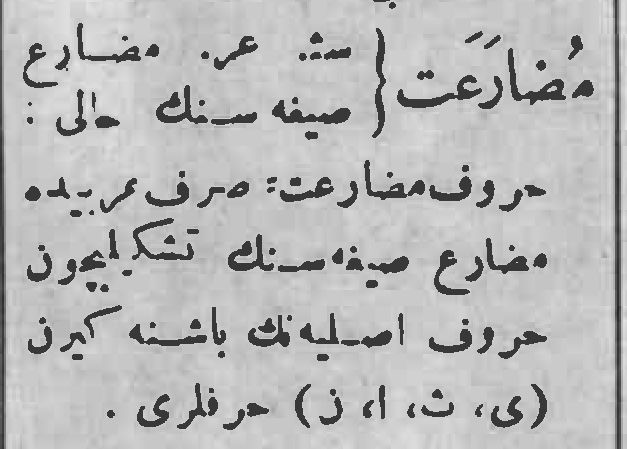 مُضارَعَت { سث. عر. مضارع
صیغه سنك حالی :
حروف مضارعت: صرف عربیده
مضارع صیغه سنك تشکیلیچون
حروف اصلیه نك باشنه کیرن
(ی، ث، ا، ن) حرفلری .